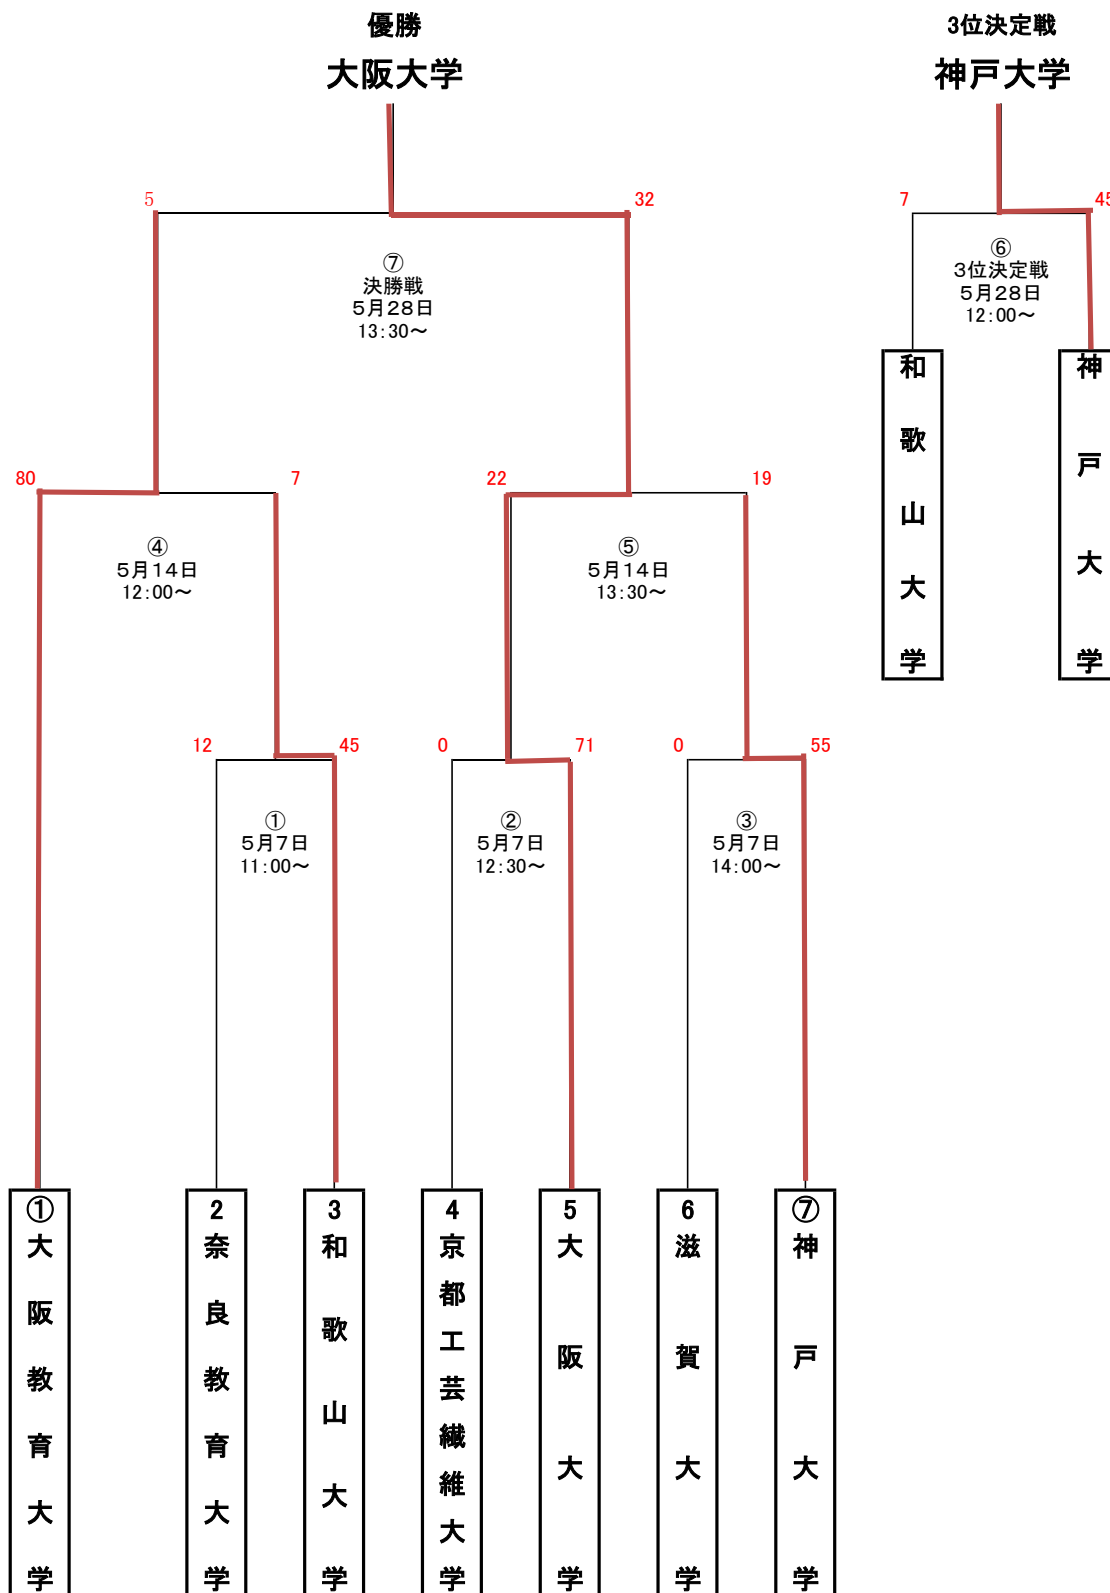 優勝
大阪大学
3位決定戦
神戸大学
5
32
7
45
⑦
決勝戦
5月28日
13:30～
⑥
3位決定戦
5月28日
12:00～
和歌山大学
神戸大学
80
7
22
19
④
5月14日
12:00～
⑤
5月14日
13:30～
12
45
0
71
0
55
①
5月7日
11:00～
②
5月7日
12:30～
③
5月7日
14:00～
①大阪教育大学
2奈良教育大学
3和歌山大学
4京都工芸繊維大学
5大阪大学
6滋賀大学
⑦神戸大学